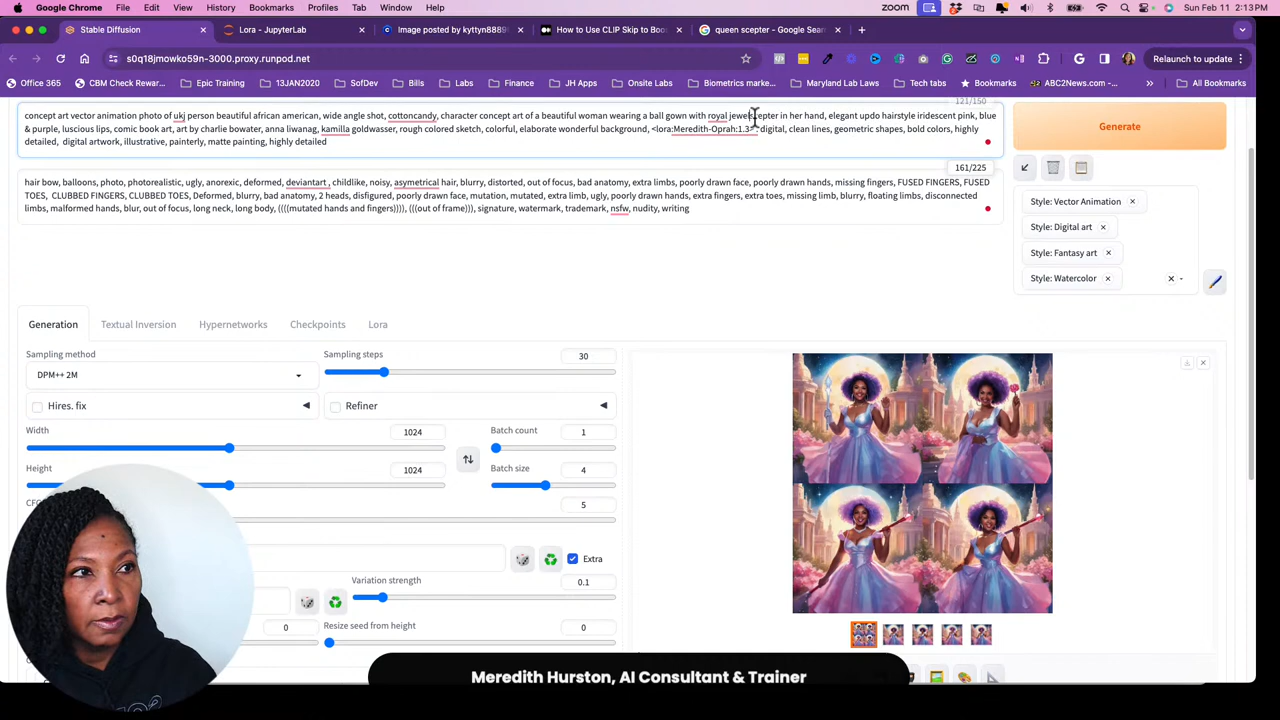 Google Chrome File Edit View History Bookmarks Profiles Tab Window Help zoom Sun Feb 11 2:13 PM
Stable Diffusion Lora - JupyterLab Image posted by kyttyn8889 How to Use CLIP Skip to Boo queen scepter - Google Sear
s0q18jmowko59n-3000.proxy.runpod.net Relaunch to update
Office 365 CBM Check Rewar... Epic Training 13JAN2020 SofDev Bills Labs Finance JH Apps Onsite Labs Biometrics marke... Maryland Lab Laws Tech tabs Bookmarks ABC2News.com -... All Bookmarks
121/150
concept art vector animation photo of ukj person beautiful african american, wide angle shot, cottoncandy, character concept art of a beautiful woman wearing a ball gown with royal jewel scepter in her hand, elegant updo hairstyle iridescent pink, blue
& purple, luscious lips, comic book art, art by charlie bowater, anna liwanag, kamilla goldwasser, rough colored sketch, colorful, elaborate wonderful background, <lora:Meredith-Oprah:1.3> digital, clean lines, geometric shapes, bold colors, highly
detailed, digital artwork, illustrative, painterly, matte painting, highly detailed
Generate
161/225
hair bow, balloons, photo, photorealistic, ugly, anorexic, deformed, deviantart , childlike, noisy, asymetrical hair, blurry, distorted, out of focus, bad anatomy, extra limbs, poorly drawn face, poorly drawn hands, missing fingers, FUSED FINGERS, FUSED
TOES, CLUBBED FINGERS, CLUBBED TOES, Deformed, blurry, bad anatomy, 2 heads, disfigured, poorly drawn face, mutation, mutated, extra limb, ugly, poorly drawn hands, extra fingers, extra toes, missing limb, blurry, floating limbs, disconnected
limbs, malformed hands, blur, out of focus, long neck, long body, ((((mutated hands and fingers)))), (((out of frame))), signature, watermark, trademark, nsfw, nudity, writing
Style: Vector Animation
Style: Digital art
Style: Fantasy art
Style: Watercolor
Generation Textual Inversion Hypernetworks Checkpoints Lora
Sampling method Sampling steps 30
DPM++ 2M
Hires. fix Refiner
Width 1024 Batch count 1
Height 1024 Batch size 4
CFG 5
Extra
Variation strength 0.1
0 Resize seed from height 0
Meredith Hurston, AI Consultant & Trainer